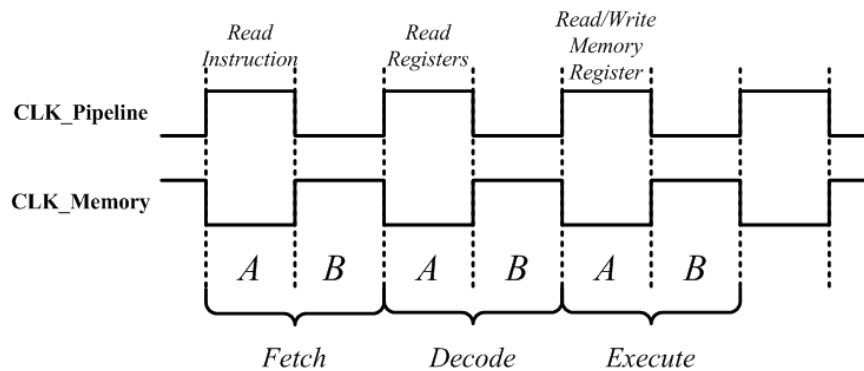 Read
Instruction
Read
Registers
Read/Write
Memory
Register
CLK_Pipeline
CLK_Memory
A B A B A B
Fetch Decode Execute